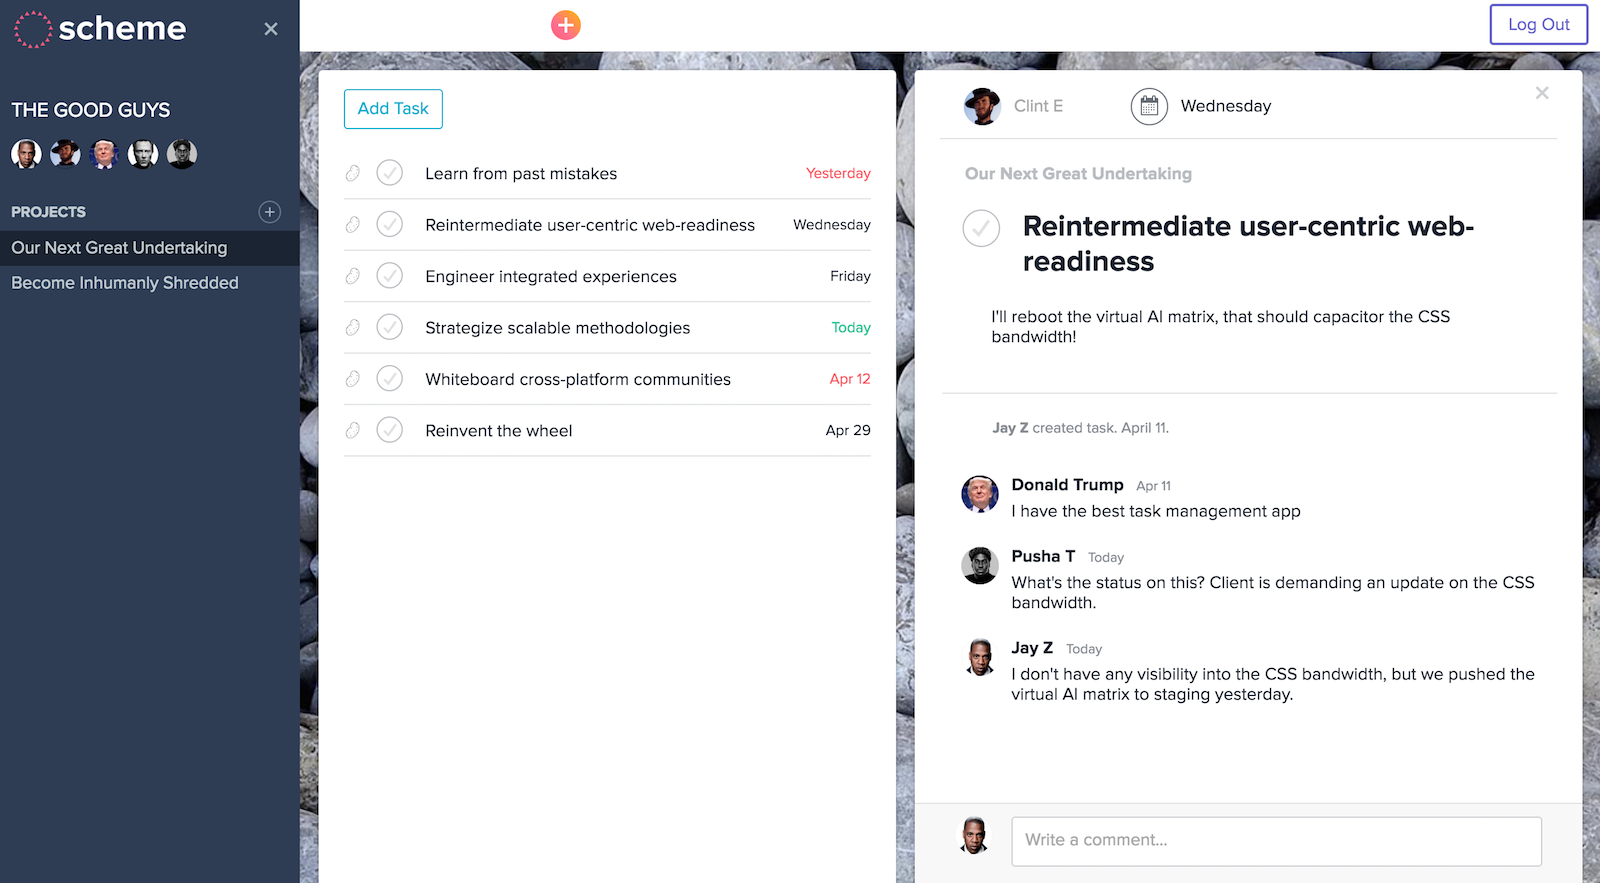 scheme
THE GOOD GUYS
PROJECTS
Our Next Great Undertaking
Become Inhumanly Shredded
Log Out
Add Task
Learn from past mistakes Yesterday
Reintermediate user-centric web-readiness Wednesday
Engineer integrated experiences Friday
Strategize scalable methodologies Today
Whiteboard cross-platform communities Apr 12
Reinvent the wheel Apr 29
Clint E Wednesday
Our Next Great Undertaking
Reintermediate user-centric web-
readiness
I'll reboot the virtual AI matrix, that should capacitor the CSS
bandwidth!
Jay Z created task. April 11.
Donald Trump Apr 11
I have the best task management app
Pusha T Today
What's the status on this? Client is demanding an update on the CSS
bandwidth.
Jay Z Today
I don't have any visibility into the CSS bandwidth, but we pushed the
virtual AI matrix to staging yesterday.
Write a comment...